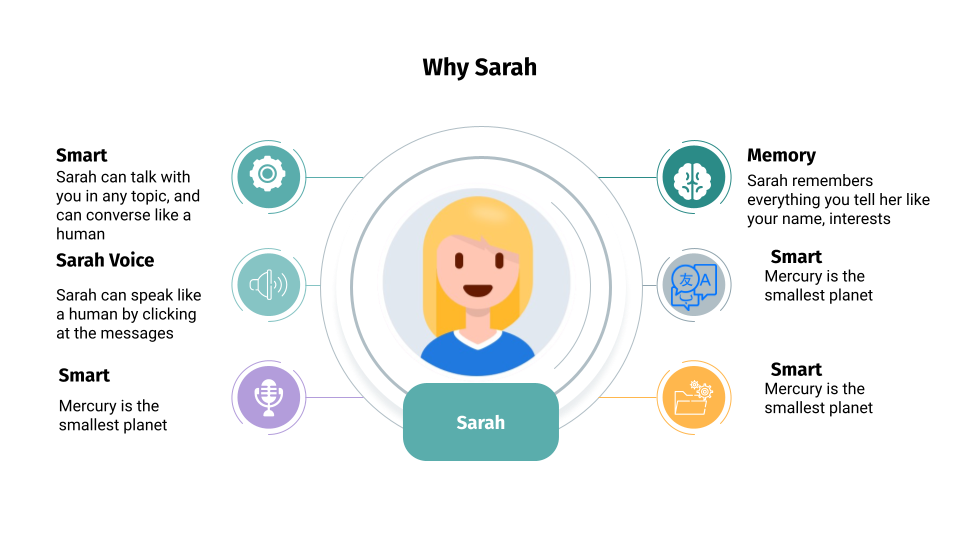 Why Sarah
Smart
Sarah can talk with
you in any topic, and
can converse like a
human
Sarah Voice
Sarah can speak like
a human by clicking
at the messages
Smart
Mercury is the
smallest planet
Memory
Sarah remembers
everything you tell her like
your name, interests
Smart
Mercury is the
smallest planet
友 A
Smart
Mercury is the
smallest planet
Sarah